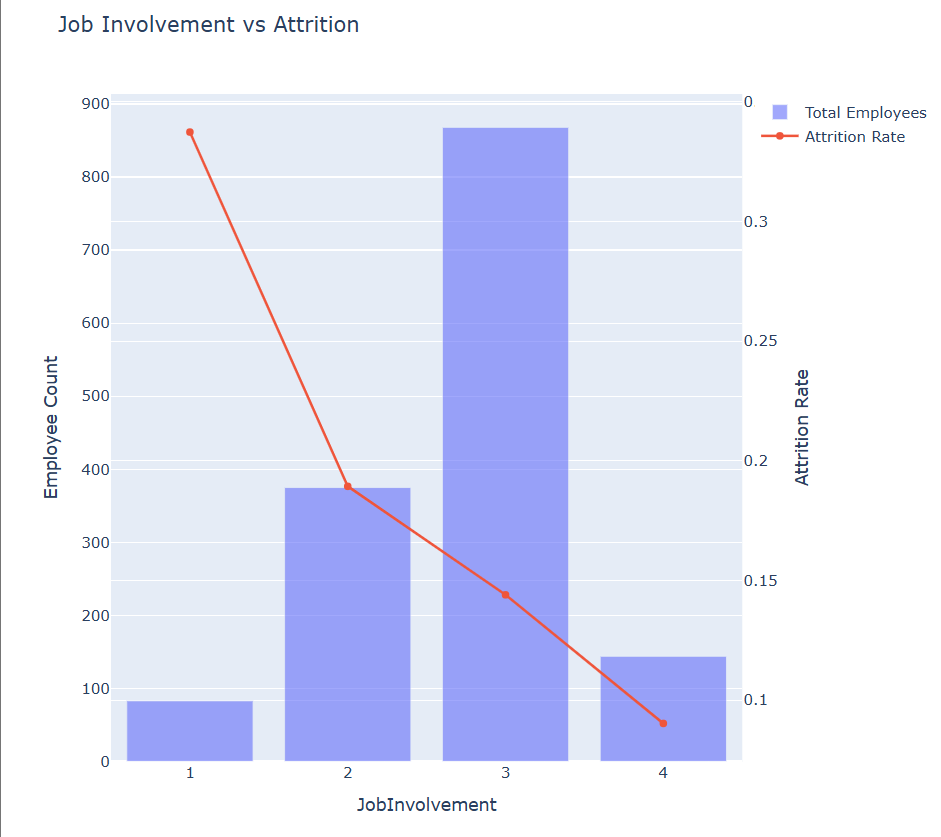 Job Involvement vs Attrition
Total Employees
Attrition Rate
900
800
700
600
500
400
300
200
100
0
Employee Count
0
0.3
0.25
0.2
0.15
0.1
Attrition Rate
1 2 3 4
JobInvolvement